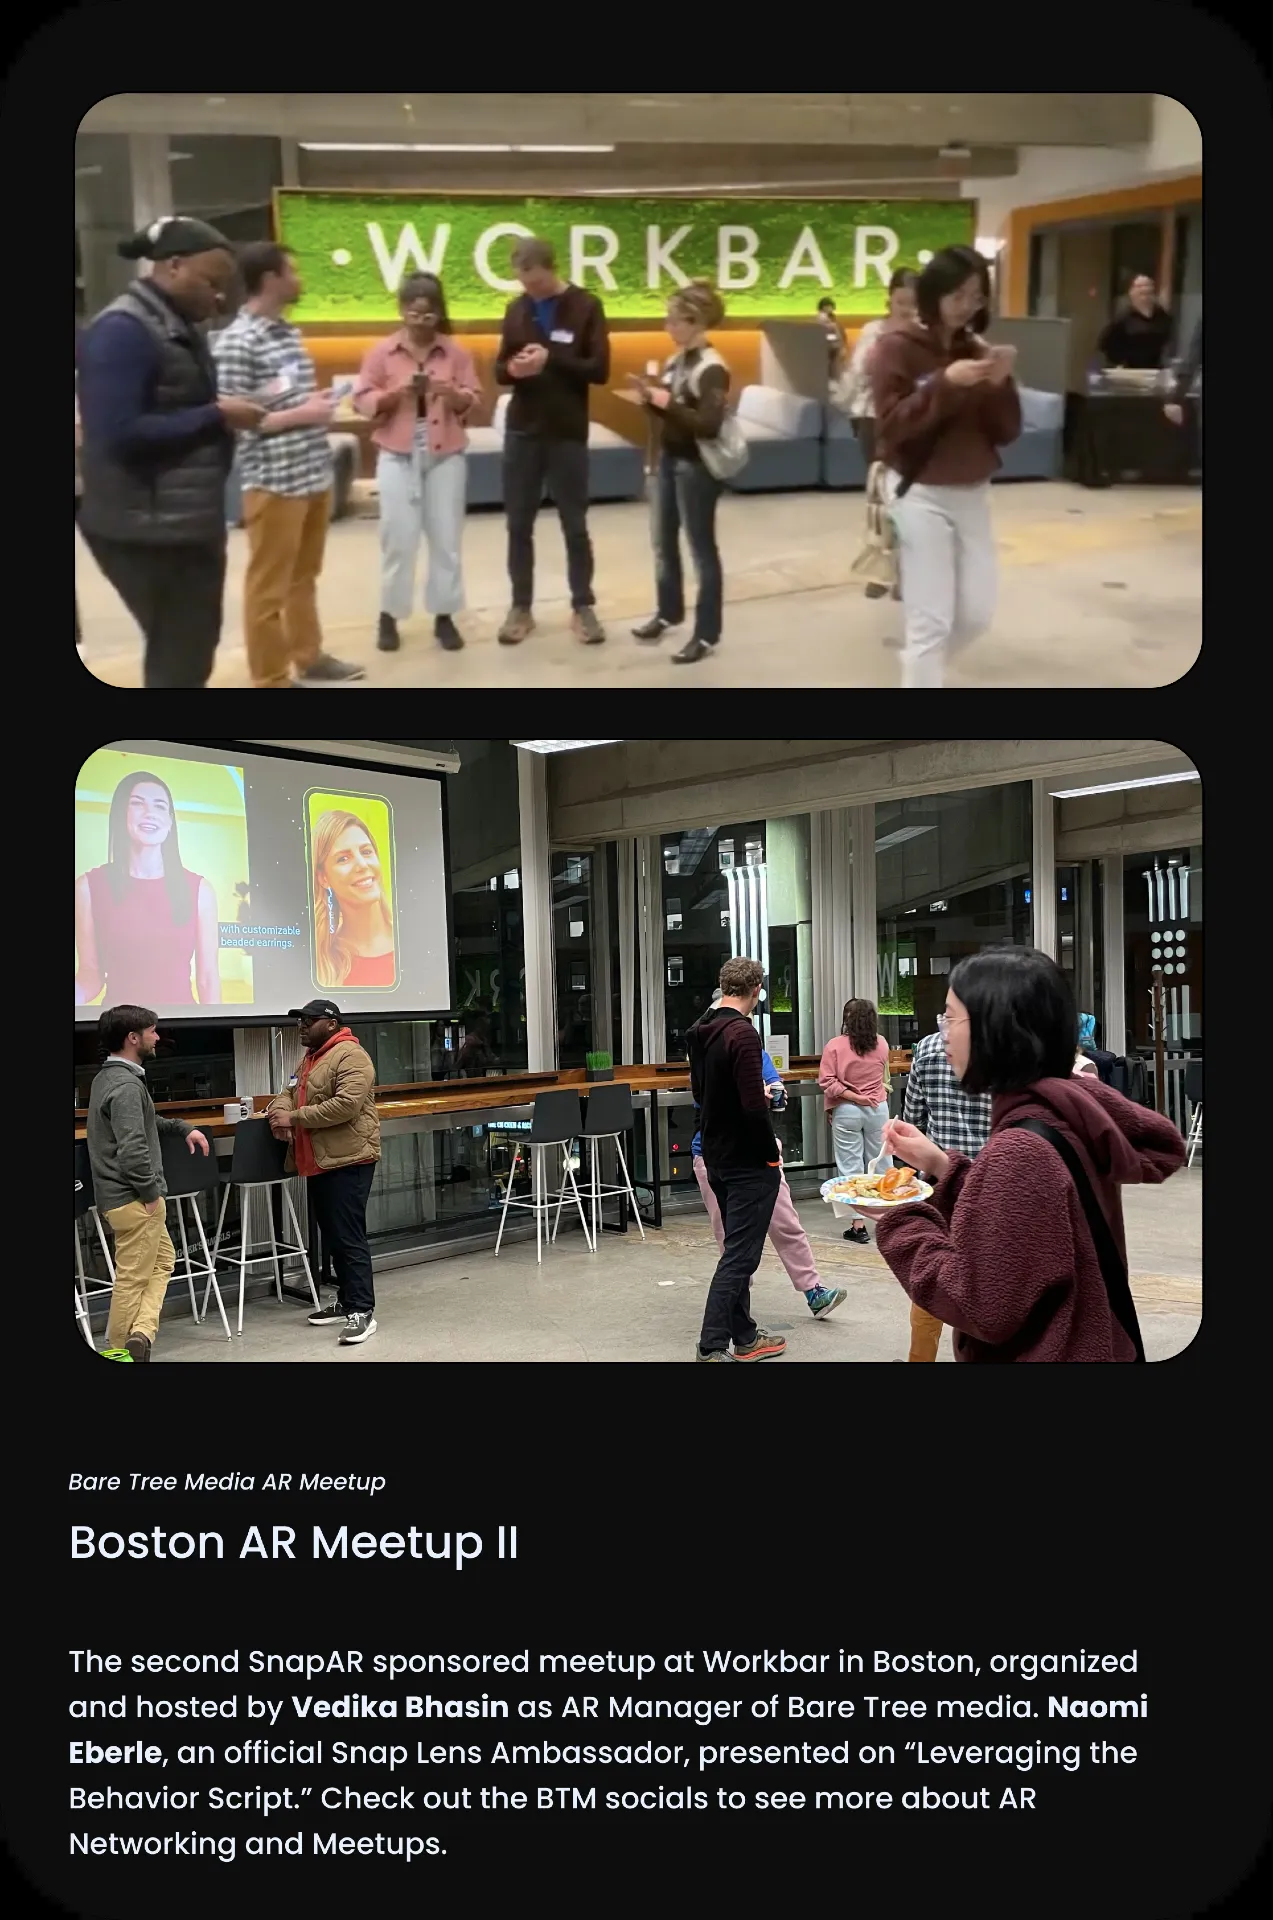 · WORKBAR ·
with customizable
beaded earrings.
Bare Tree Media AR Meetup
Boston AR Meetup II
The second SnapAR sponsored meetup at Workbar in Boston, organized
and hosted by Vedika Bhasin as AR Manager of Bare Tree media. Naomi
Eberle, an official Snap Lens Ambassador, presented on “Leveraging the
Behavior Script.” Check out the BTM socials to see more about AR
Networking and Meetups.